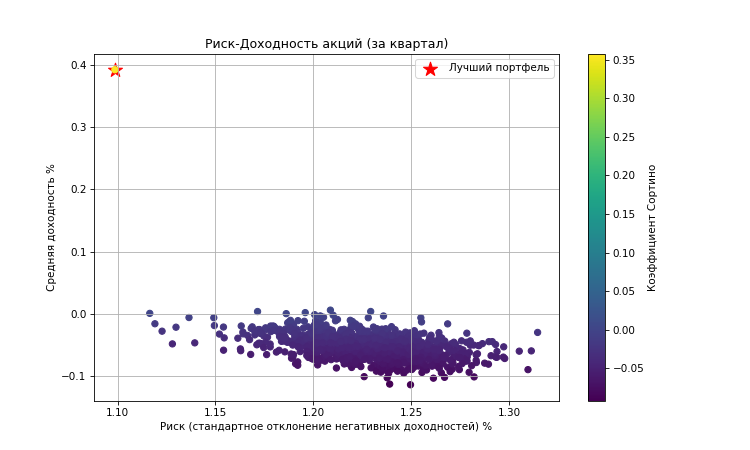 Риск-Доходность акций (за квартал)
Лучший портфель
Средняя доходность %
0.4
0.3
0.2
0.1
0.0
−0.1
1.10 1.15 1.20 1.25 1.30
Риск (стандартное отклонение негативных доходностей) %
0.35
0.30
0.25
0.20
0.15
0.10
0.05
0.00
−0.05
Коэффициент Сортино